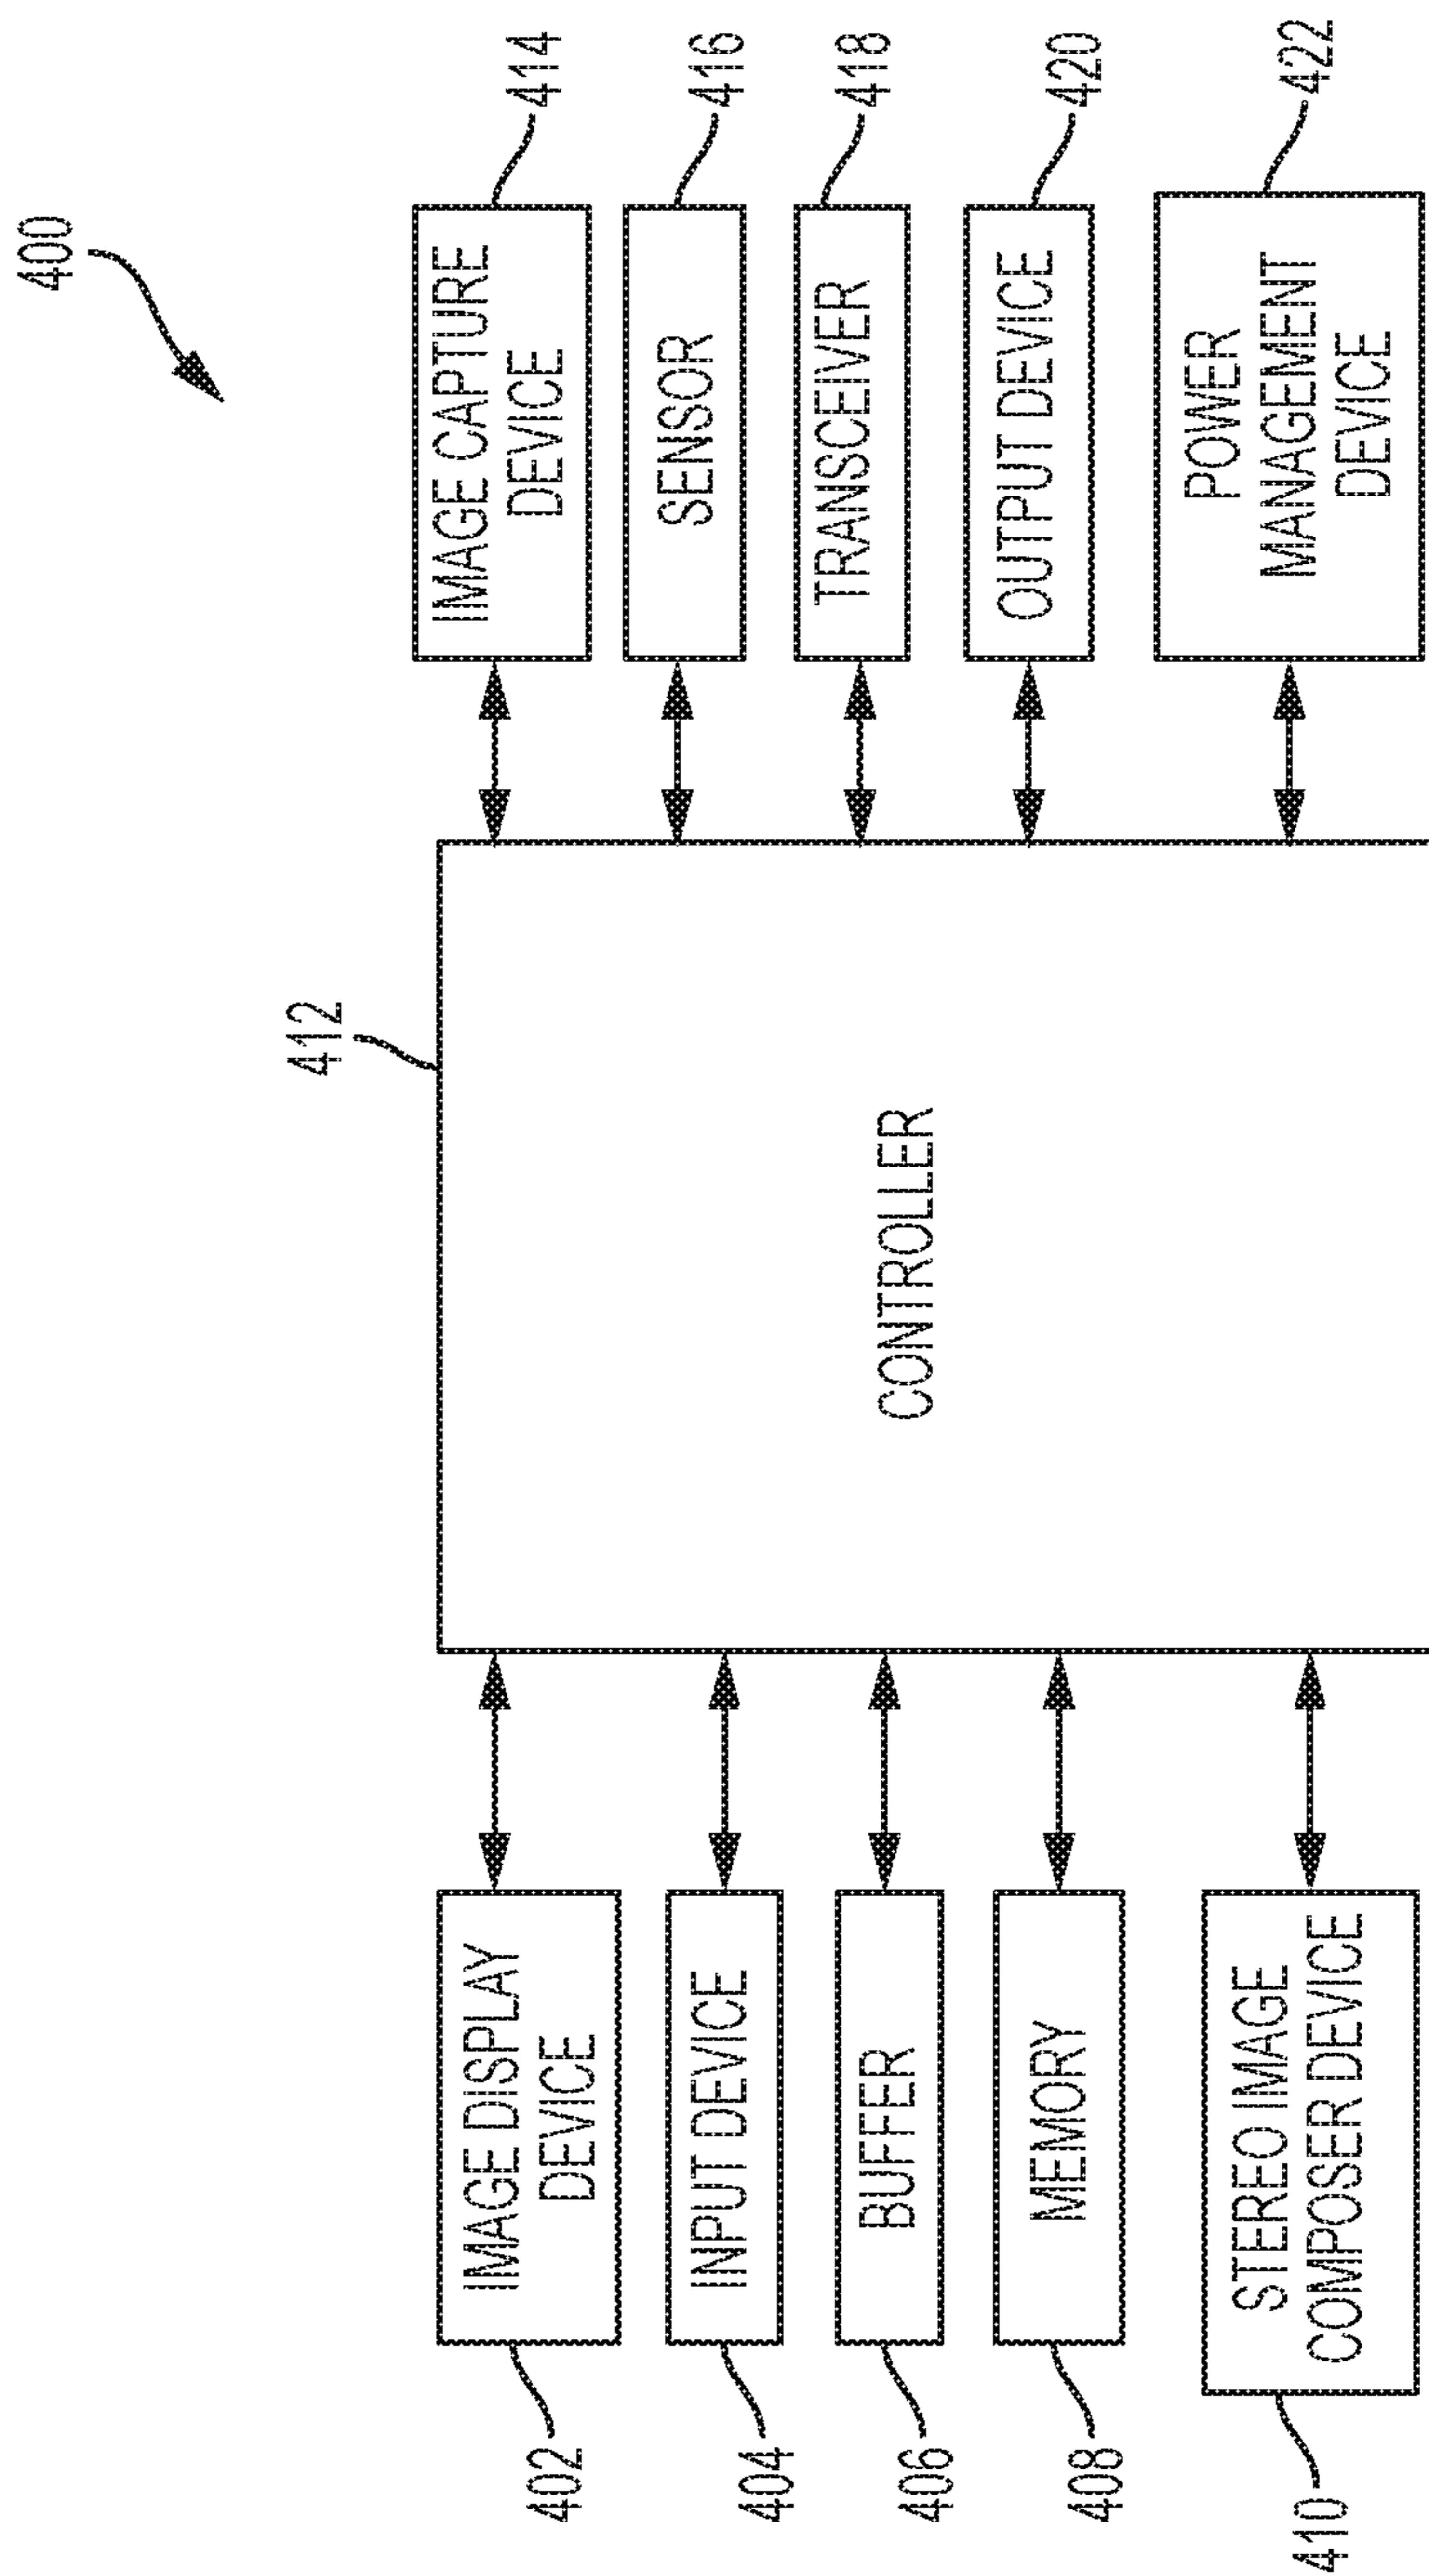 400
402
IMAGE DISPLAY
DEVICE
404
INPUT DEVICE
406
BUFFER
408
MEMORY
410
STEREO IMAGE
COMPOSER DEVICE
412
CONTROLLER
IMAGE CAPTURE
DEVICE
414
SENSOR
416
TRANSCEIVER
418
OUTPUT DEVICE
420
POWER
MANAGEMENT
DEVICE
422